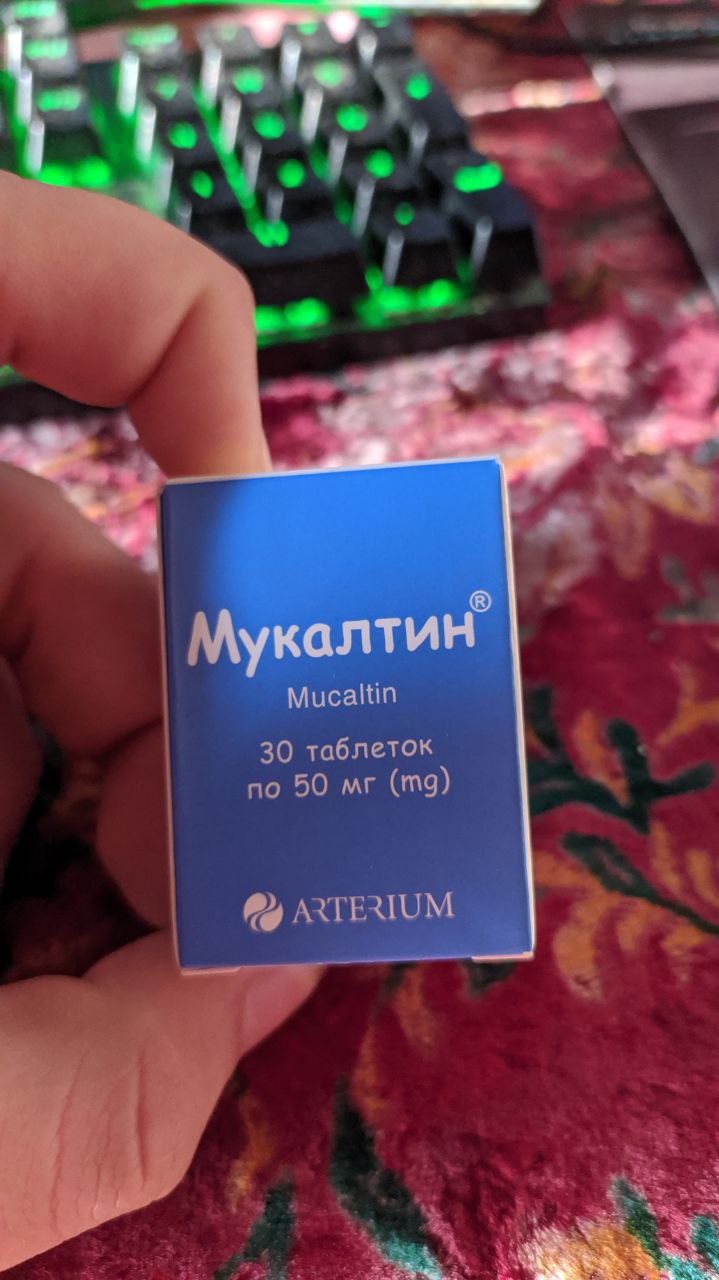 Мукалтин®
Mucaltin
30 таблеток
по 50 мг (mg)
ARTERIUM